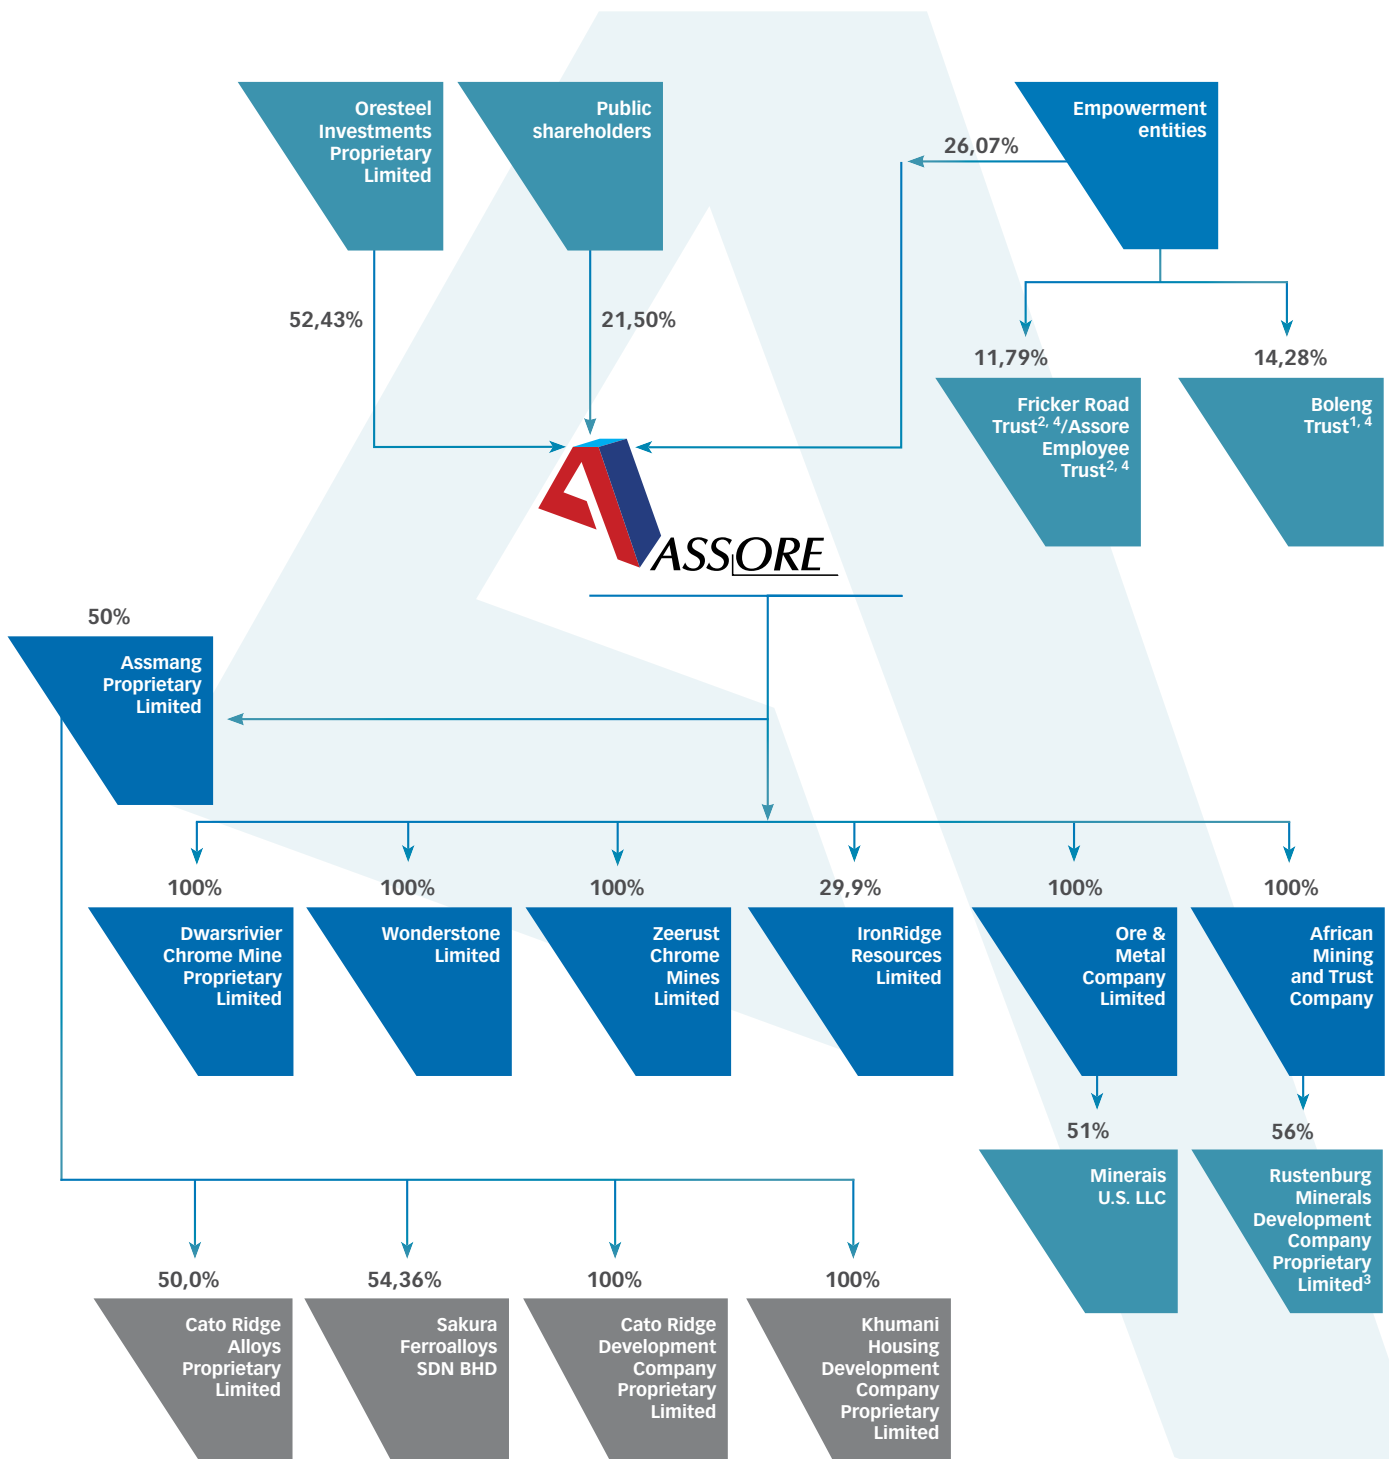 Oresteel
Investments
Proprietary
Limited
Public
shareholders
Empowerment
entities
26,07%
52,43%
21,50%
11,79%
14,28%
Fricker Road
Trust2, 4/Assore
Employee
Trust2, 4
Boleng
Trust1, 4
ASSORE
50%
Assmang
Proprietary
Limited
100%
100%
100%
29,9%
100%
100%
Dwarsrivier
Chrome Mine
Proprietary
Limited
Wonderstone
Limited
Zeerust
Chrome
Mines
Limited
IronRidge
Resources
Limited
Ore &
Metal
Company
Limited
African
Mining
and Trust
Company
51%
56%
Minerais
U.S. LLC
Rustenburg
Minerals
Development
Company
Proprietary
Limited3
50,0%
54,36%
100%
100%
Cato Ridge
Alloys
Proprietary
Limited
Sakura
Ferroalloys
SDN BHD
Cato Ridge
Development
Company
Proprietary
Limited
Khumani
Housing
Development
Company
Proprietary
Limited